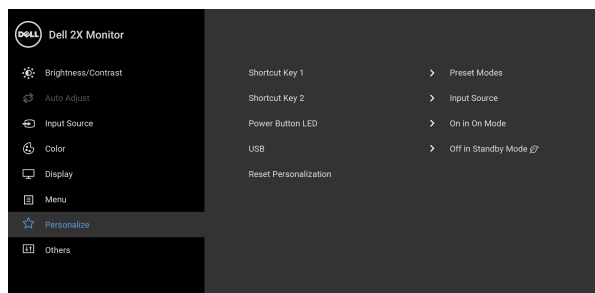 DELL Dell 2X Monitor
Brightness/Contrast
Auto Adjust
Input Source
Color
Display
Menu
Personalize
Others
Shortcut Key 1 > Preset Modes
Shortcut Key 2 > Input Source
Power Button LED > On in On Mode
USB > Off in Standby Mode
Reset Personalization